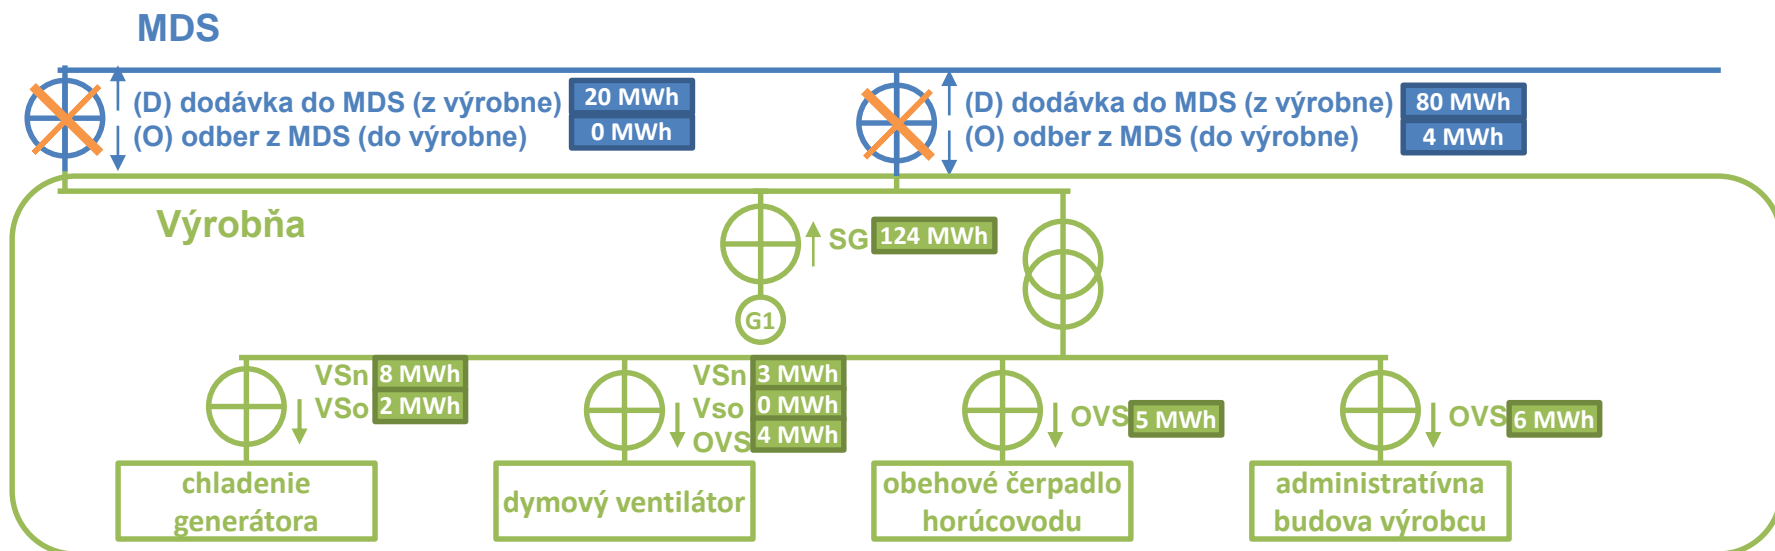 MDS
(D) dodávka do MDS (z výrobne) 20 MWh
(O) odber z MDS (do výrobne) 0 MWh
(D) dodávka do MDS (z výrobne) 80 MWh
(O) odber z MDS (do výrobne) 4 MWh
Výrobňa
SG 124 MWh
G1
VSn 8 MWh
VSo 2 MWh
VSn 3 MWh
Vso 0 MWh
OVS 4 MWh
OVS 5 MWh
OVS 6 MWh
chladenie
generátora
dymový ventilátor
obehové čerpadlo
horúcovodu
administratívna
budova výrobcu